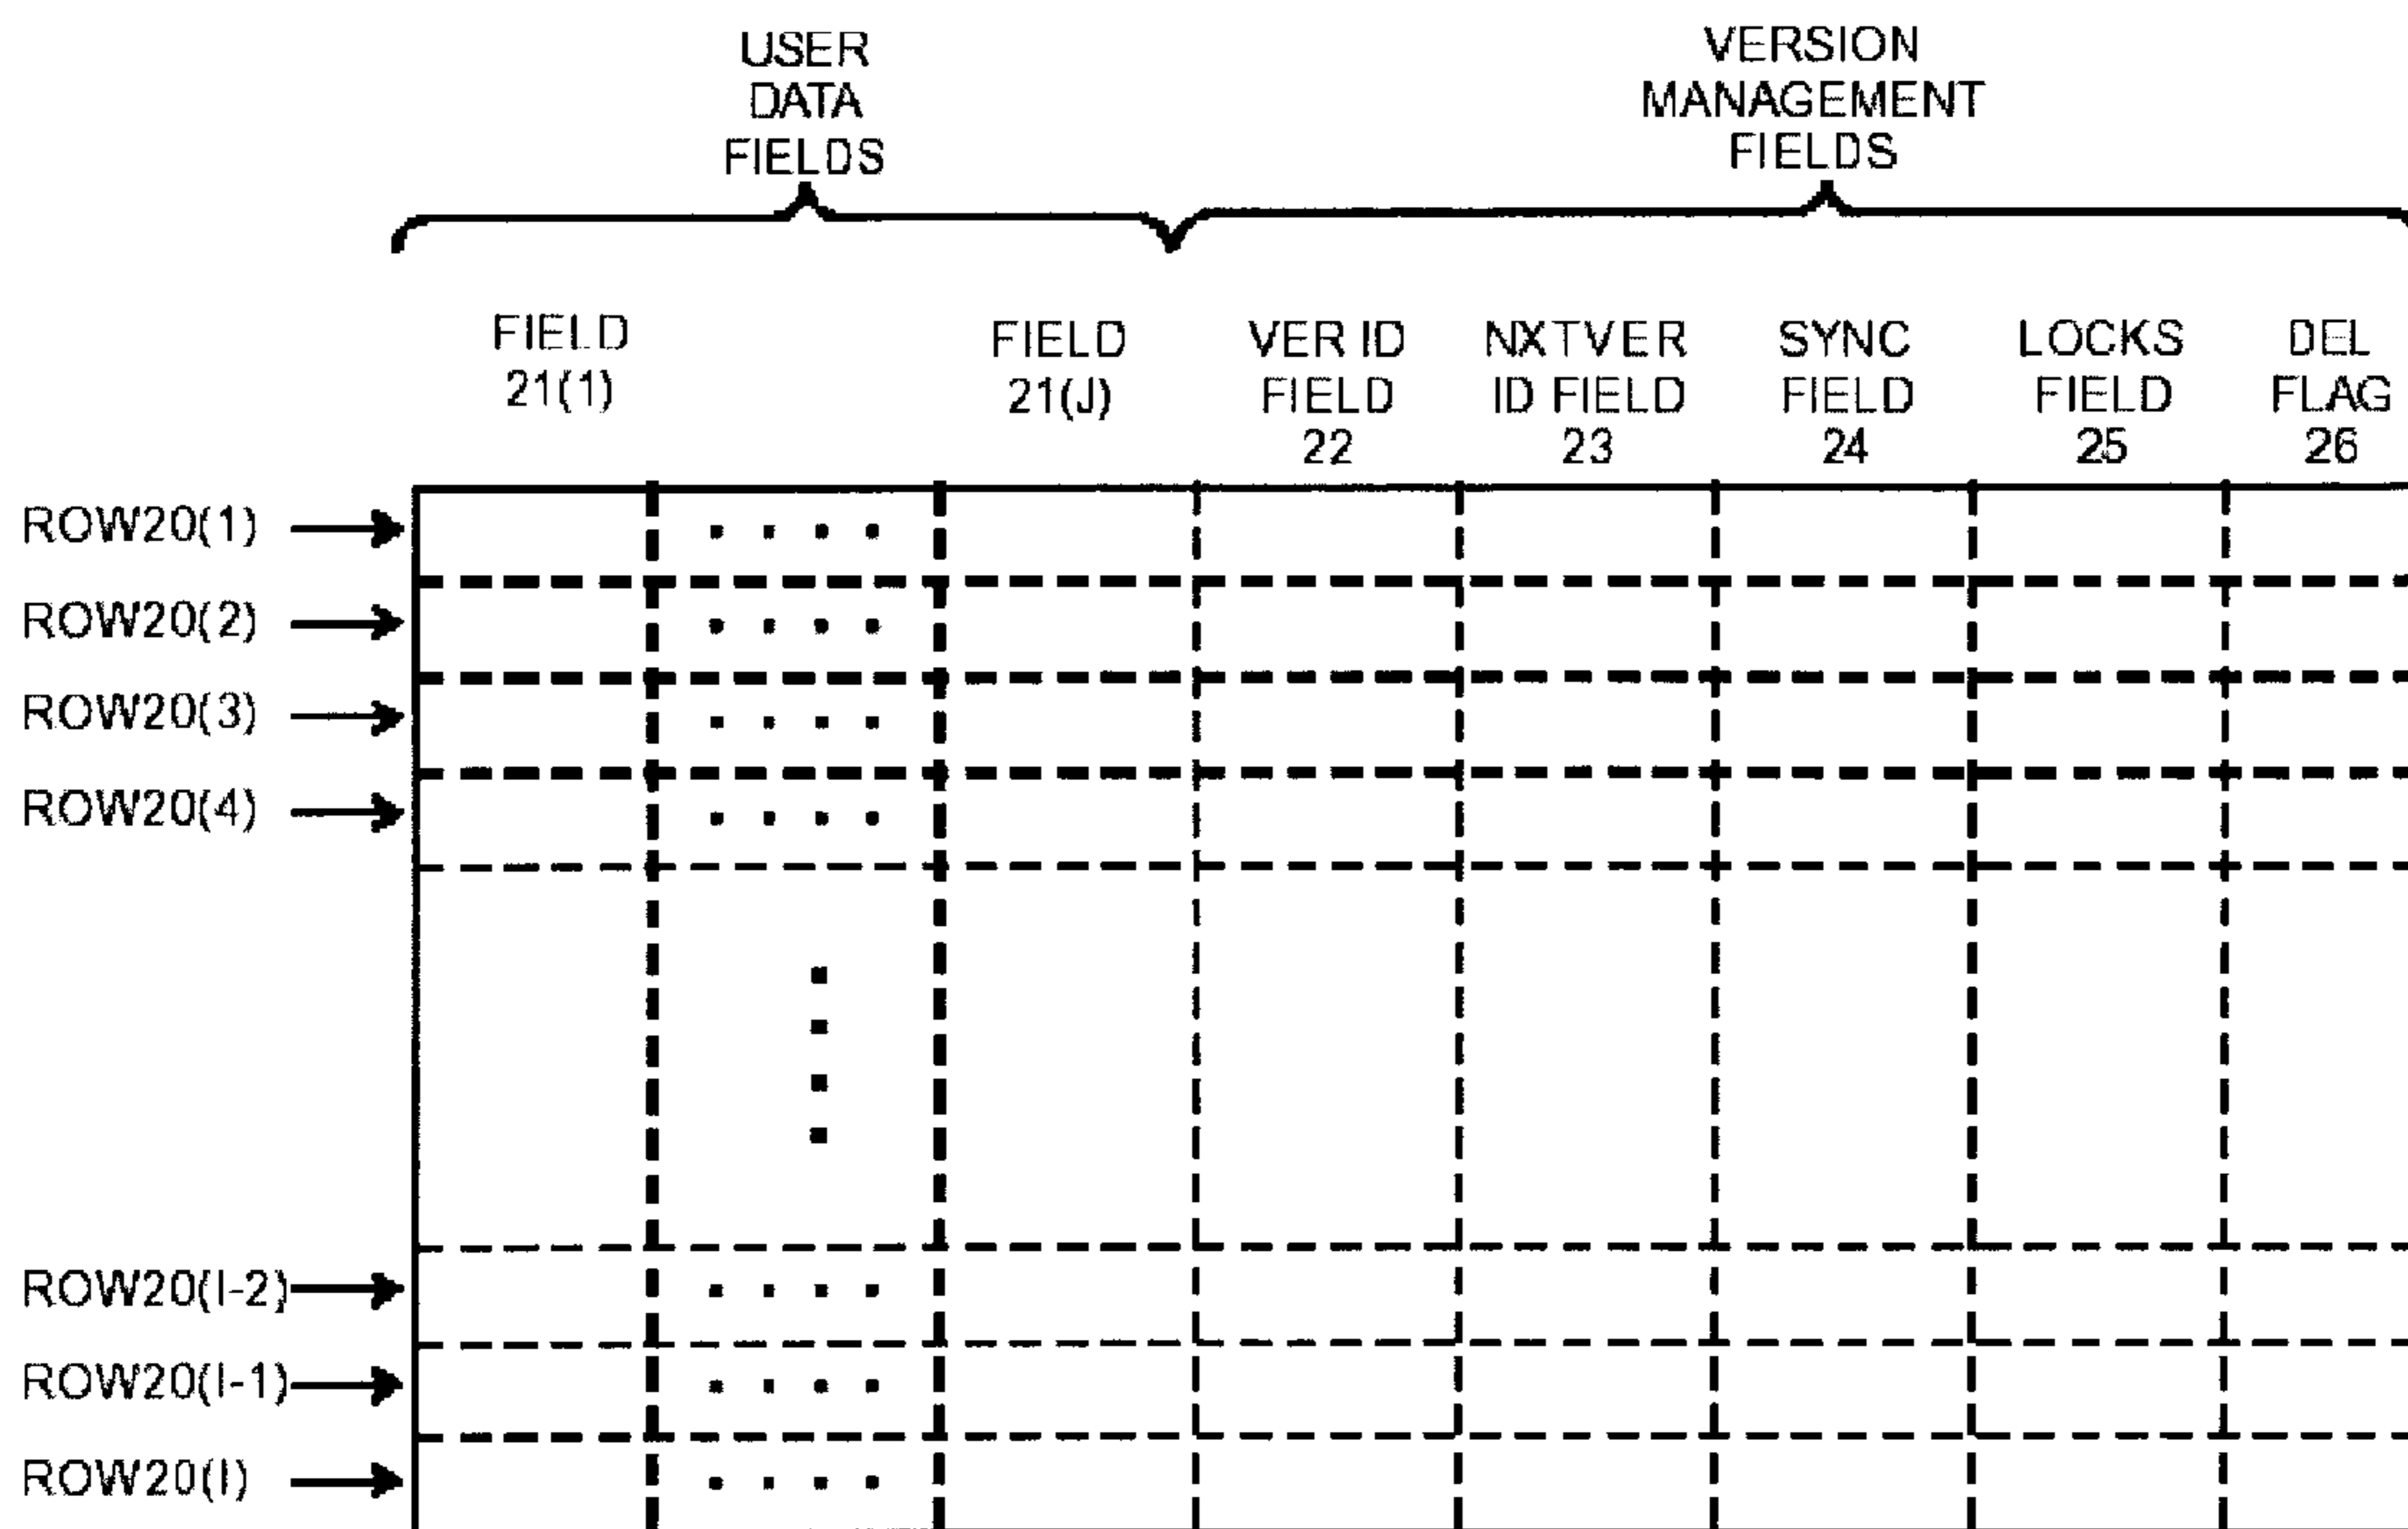 USER
DATA
FIELDS
VERSION
MANAGEMENT
FIELDS
FIELD
21(1)
FIELD
21(J)
VER ID
FIELD
22
NXTVER
ID FIELD
23
SYNC
FIELD
24
LOCKS
FIELD
25
DEL
FLAG
26
ROW20(1)
ROW20(2)
ROW20(3)
ROW20(4)
ROW20(I-2)
ROW20(I-1)
ROW20(I)